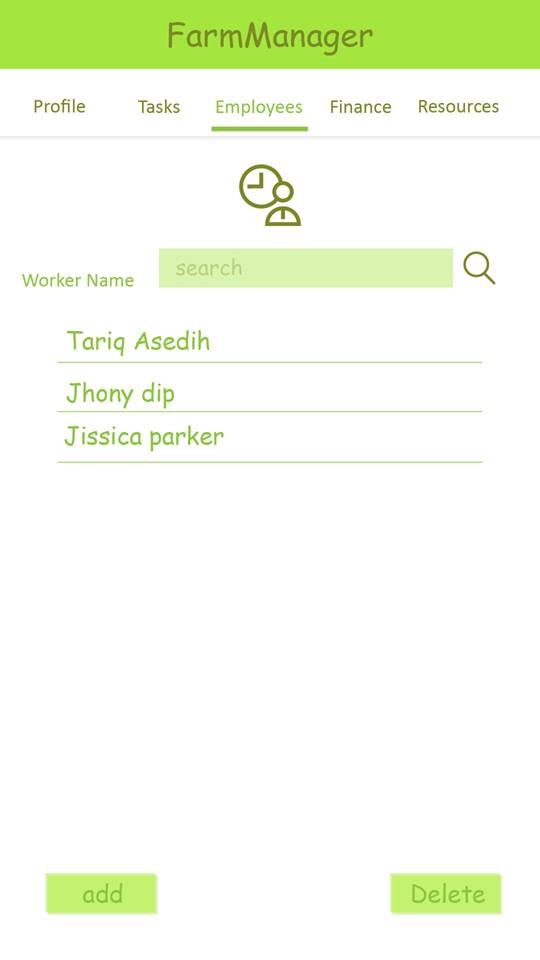 FarmManager
Profile Tasks Employees Finance Resources
search
Worker Name
Tariq Asedih
Jhony dip
Jissica parker
add Delete